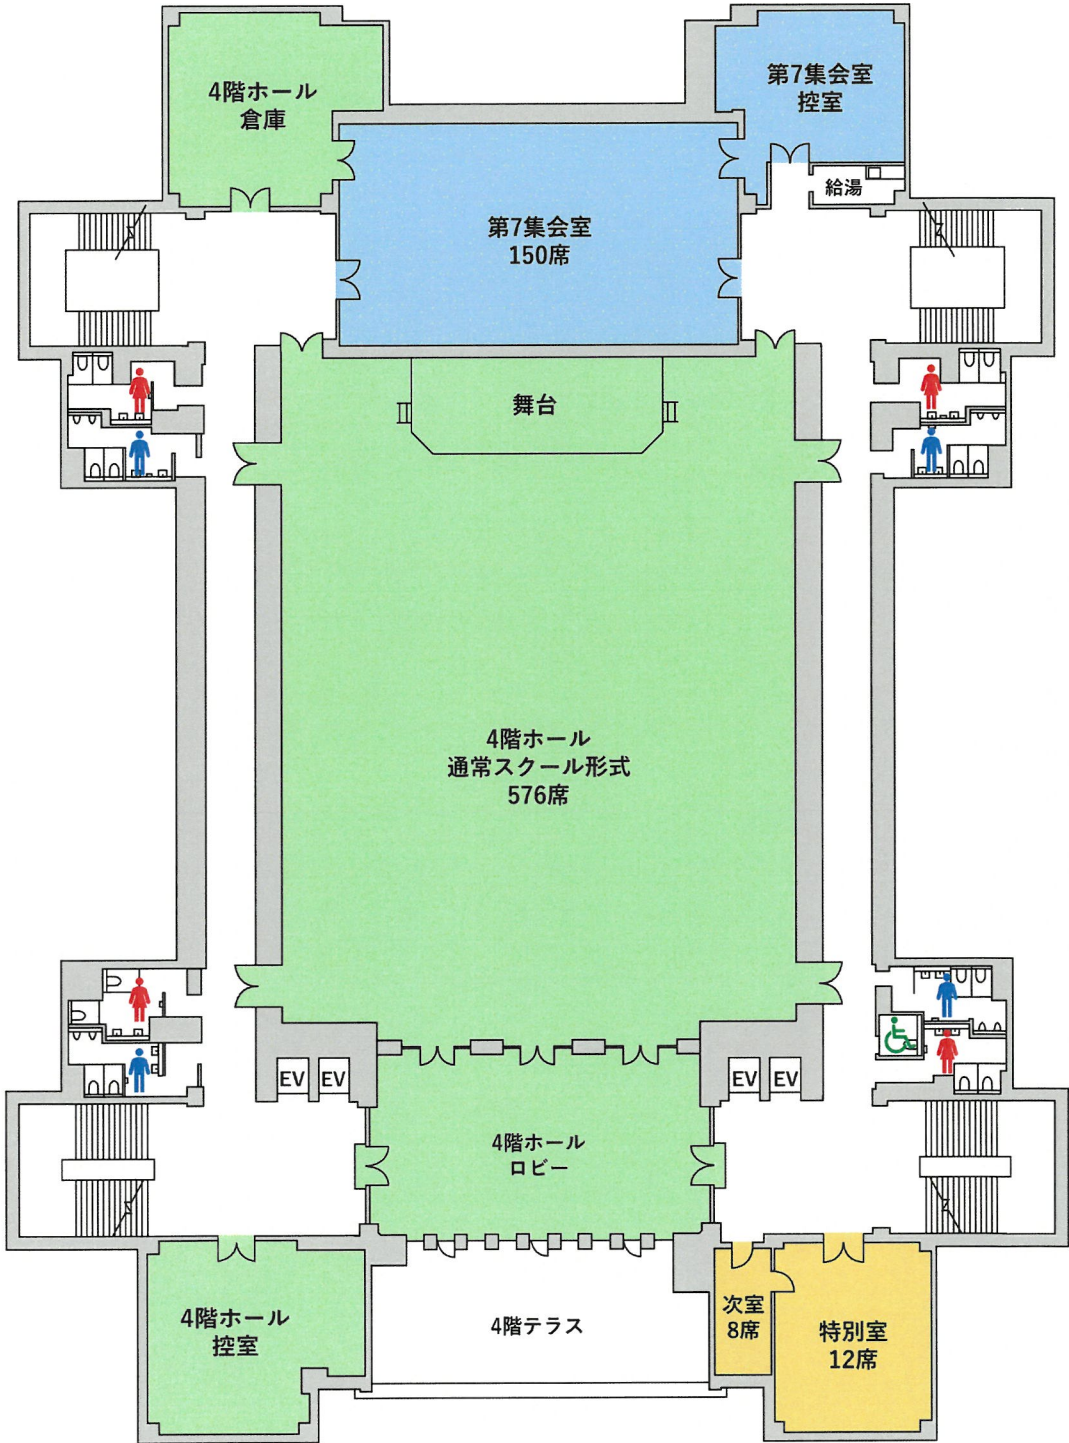 4階ホール
倉庫
第7集会室
控室
給湯
第7集会室
150席
舞台
4階ホール
通常スクール形式
576席
EV
EV
EV
EV
4階ホール
ロビー
4階ホール
控室
4階テラス
次室
8席
特別室
12席